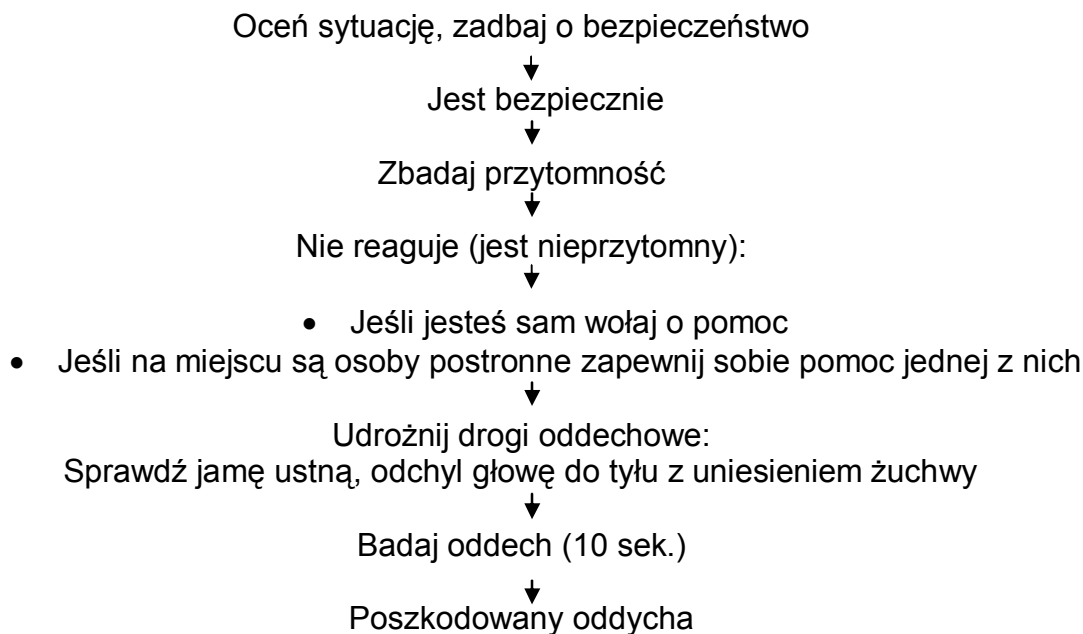 Oceń sytuację, zadbaj o bezpieczeństwo
Jest bezpiecznie
Zbadaj przytomność
Nie reaguje (jest nieprzytomny):
• Jeśli jesteś sam wołaj o pomoc
• Jeśli na miejscu są osoby postronne zapewnij sobie pomoc jednej z nich
Udrożnij drogi oddechowe:
Sprawdź jamę ustną, odchyl głowę do tyłu z uniesieniem żuchwy
Badaj oddech (10 sek.)
Poszkodowany oddycha